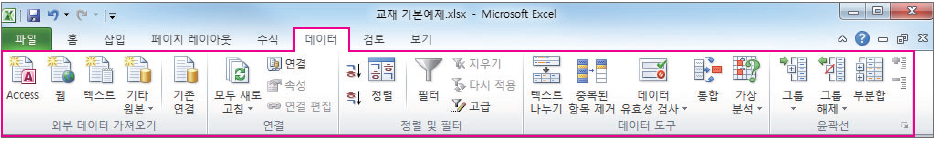 교재 기본예제.xlsx - Microsoft Excel
파일 홈 삽입 페이지 레이아웃 수식 데이터 검토 보기
Access
웹
텍스트
기타
원본
기존
연결
외부 데이터 가져오기
모두 새로
고침
연결
속성
연결 편집
연결
정렬
필터
지우기
다시 적용
고급
정렬 및 필터
텍스트
나누기
중복된
항목 제거
데이터
유효성 검사
통합
가상
분석
데이터 도구
그룹
그룹
해제
부분합
윤곽선